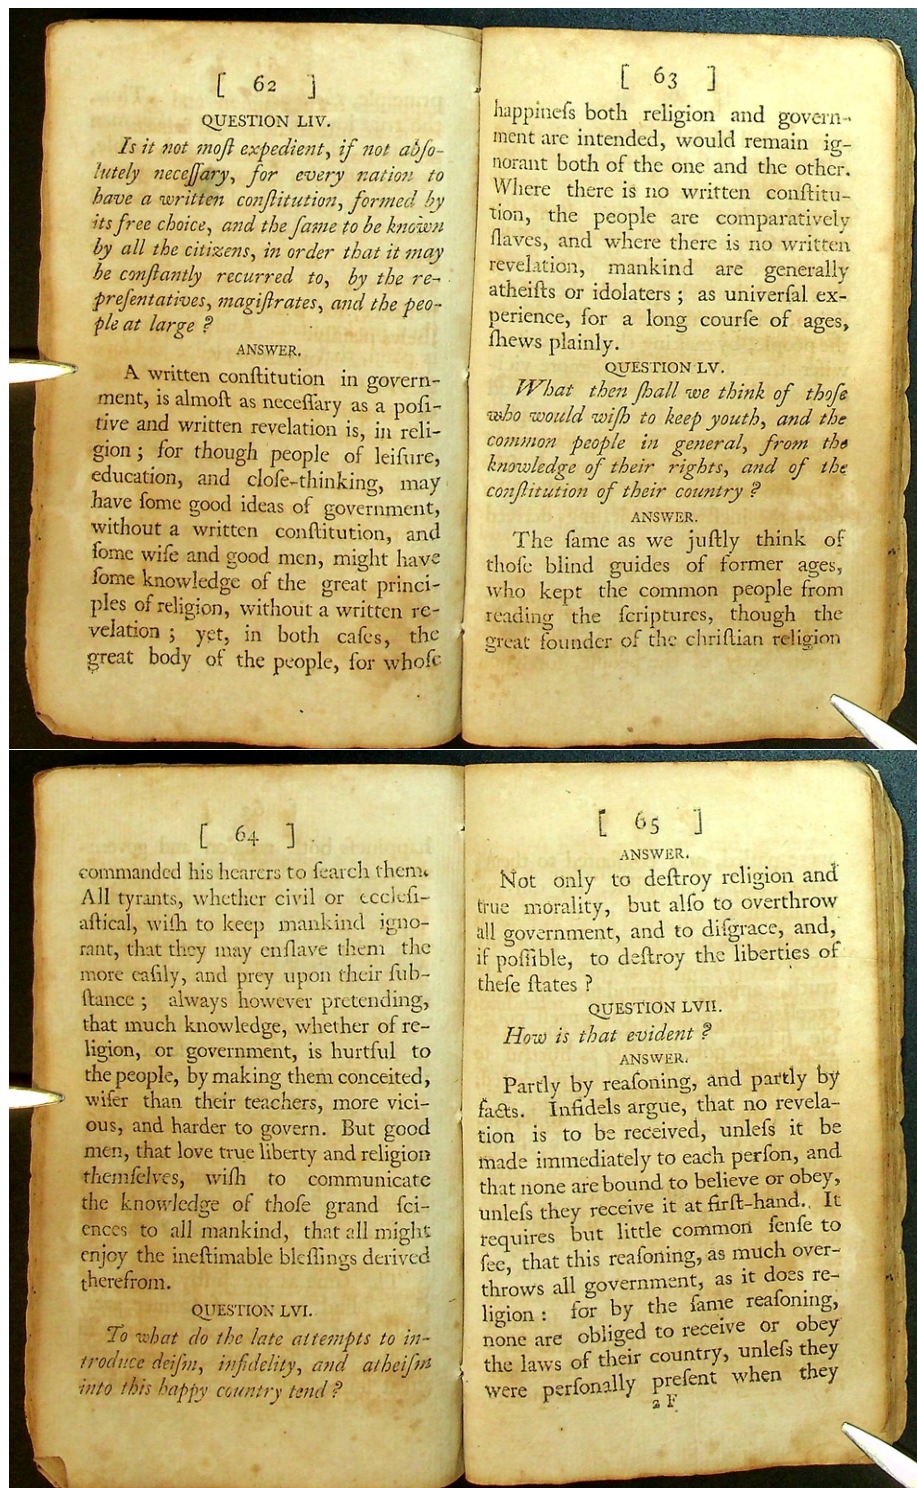 [ 62 ]
QUESTION LIV.
Is it not moſt expedient, if not abſo-
lutely neceſſary, for every nation to
have a written conſtitution, formed by
its free choice, and the ſame to be known
by all the citizens, in order that it may
be conſtantly recurred to, by the re-
preſentatives, magiſtrates, and the peo-
ple at large ?
ANSWER.
A written conſtitution in govern-
ment, is almoſt as neceſſary as a poſi-
tive and written revelation is, in reli-
gion ; for though people of leiſure,
education, and cloſe-thinking, may
have ſome good ideas of government,
without a written conſtitution, and
ſome wiſe and good men, might have
ſome knowledge of the great princi-
ples of religion, without a written re-
velation ; yet, in both caſes, the
great body of the people, for whoſe
[ 63 ]
happineſs both religion and govern-
ment are intended, would remain ig-
norant both of the one and the other.
Where there is no written conſtitu-
tion, the people are comparatively
ſlaves, and where there is no written
revelation, mankind are generally
atheiſts or idolaters ; as univerſal ex-
perience, for a long courſe of ages,
ſhews plainly.
QUESTION LV.
What then ſhall we think of thoſe
who would wiſh to keep youth, and the
common people in general, from the
knowledge of their rights, and of the
conſtitution of their country ?
ANSWER.
The ſame as we juſtly think of
thoſe blind guides of former ages,
who kept the common people from
reading the ſcriptures, though the
great founder of the chriſtian religion
[ 64 ]
commanded his hearers to ſearch them.
All tyrants, whether civil or eccleſi-
aſtical, wiſh to keep mankind igno-
rant, that they may enſlave them the
more eaſily, and prey upon their ſub-
ſtance ; always however pretending,
that much knowledge, whether of re-
ligion, or government, is hurtful to
the people, by making them conceited,
wiſer than their teachers, more vici-
ous, and harder to govern. But good
men, that love true liberty and religion
themſelves, wiſh to communicate
the knowledge of thoſe grand ſci-
ences to all mankind, that all might
enjoy the ineſtimable bleſſings derived
therefrom.
QUESTION LVI.
To what do the late attempts to in-
troduce deiſm, infidelity, and atheiſm
into this happy country tend ?
[ 65 ]
ANSWER.
Not only to deſtroy religion and
true morality, but alſo to overthrow
all government, and to diſgrace, and,
if poſſible, to deſtroy the liberties of
theſe ſtates ?
QUESTION LVII.
How is that evident ?
ANSWER.
Partly by reaſoning, and partly by
facts. Infidels argue, that no revela-
tion is to be received, unleſs it be
made immediately to each perſon, and
that none are bound to believe or obey,
unleſs they receive it at firſt-hand. It
requires but little common ſenſe to
ſee, that this reaſoning, as much over-
throws all government, as it does re-
ligion : for by the ſame reaſoning,
none are obliged to receive or obey
the laws of their country, unleſs they
were perſonally preſent when they
2 F